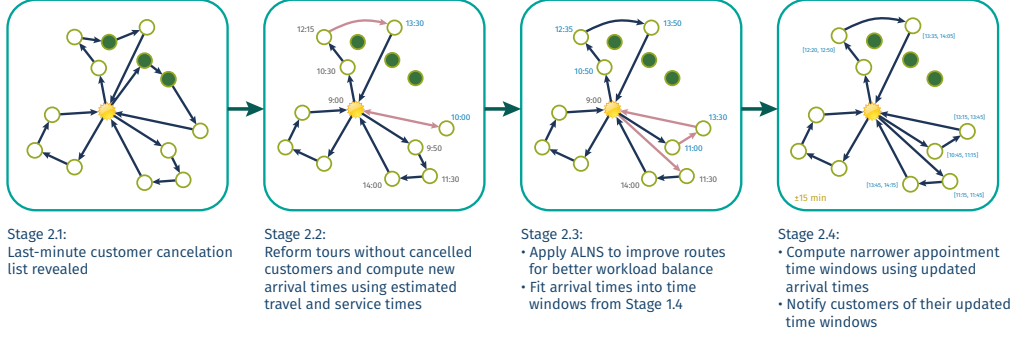 12:15
13:30
10:30
9:00
10:00
9:50
11:30
14:00
12:35
13:50
10:50
9:00
13:30
11:00
11:30
14:00
[12:20, 12:50]
[13:35, 14:05]
[13:15, 13:45]
[10:45, 11:15]
[13:45, 14:15]
[11:15, 11:45]
±15 min
Stage 2.1:
Last-minute customer cancelation
list revealed
Stage 2.2:
Reform tours without cancelled
customers and compute new
arrival times using estimated
travel and service times
Stage 2.3:
• Apply ALNS to improve routes
for better workload balance
• Fit arrival times into time
windows from Stage 1.4
Stage 2.4:
• Compute narrower appointment
time windows using updated
arrival times
• Notify customers of their updated
time windows